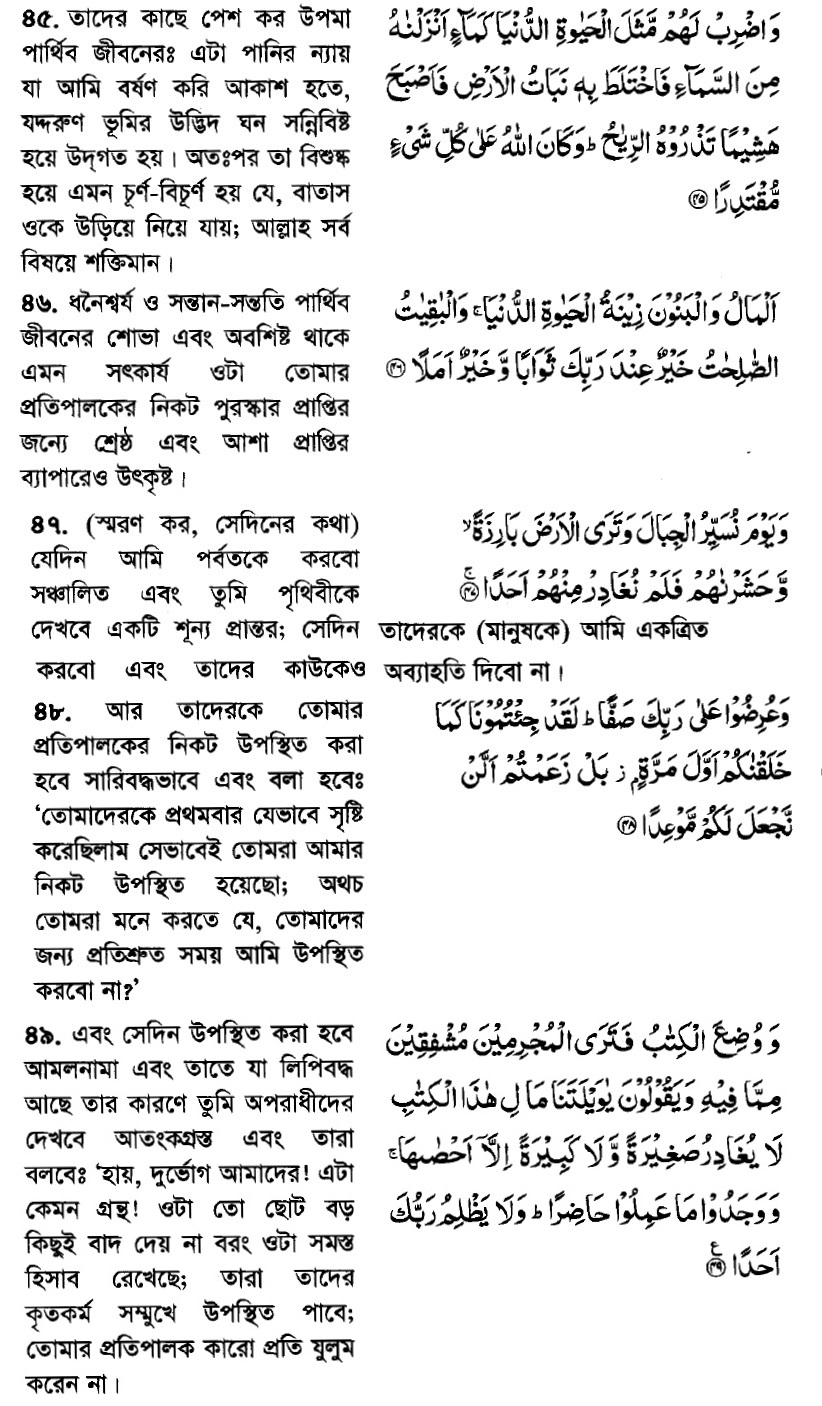 ৪৫. তাদের কাছে পেশ কর উপমা
পার্থিব জীবনেরঃ এটা পানির ন্যায়
যা আমি বর্ষণ করি আকাশ হতে,
যদ্দরুণ ভূমির উদ্ভিদ ঘন সন্নিবিষ্ট
হয়ে উদ্গত হয়। অতঃপর তা বিশুষ্ক
হয়ে এমন চূর্ণ-বিচূর্ণ হয় যে, বাতাস
ওকে উড়িয়ে নিয়ে যায়; আল্লাহ সর্ব
বিষয়ে শক্তিমান।
وَاضْرِبْ لَهُمْ مَّثَلَ الْحَيٰوةِ الدُّنْيَا كَمَآءٍ اَنْزَلْنٰهُ
مِنَ السَّمَآءِ فَاخْتَلَطَ بِهٖ نَبَاتُ الْاَرْضِ فَاَصْبَحَ
هَشِيْمًا تَذْرُوْهُ الرِّيٰحُ ؕ وَكَانَ اللّٰهُ عَلٰى كُلِّ شَىْءٍ
مُّقْتَدِرًا ۝۴۵
৪৬. ধনৈশ্বর্য ও সন্তান-সন্ততি পার্থিব
জীবনের শোভা এবং অবশিষ্ট থাকে
এমন সৎকার্য ওটা তোমার
প্রতিপালকের নিকট পুরস্কার প্রাপ্তির
জন্যে শ্রেষ্ঠ এবং আশা প্রাপ্তির
ব্যাপারেও উৎকৃষ্ট।
اَلْمَالُ وَالْبَنُوْنَ زِيْنَةُ الْحَيٰوةِ الدُّنْيَا ۚ وَالْبٰقِيٰتُ
الصّٰلِحٰتُ خَيْرٌ عِنْدَ رَبِّكَ ثَوَابًا وَّخَيْرٌ اَمَلًا ۝۴۶
৪৭. (স্মরণ কর, সেদিনের কথা)
যেদিন আমি পর্বতকে করবো
সঞ্চালিত এবং তুমি পৃথিবীকে
وَيَوْمَ نُسَيِّرُ الْجِبَالَ وَتَرَى الْاَرْضَ بَارِزَةً ۙ
وَّحَشَرْنٰهُمْ فَلَمْ نُغَادِرْ مِنْهُمْ اَحَدًا ۚ۝۴۷
দেখবে একটি শূন্য প্রান্তর; সেদিন তাদেরকে (মানুষকে) আমি একত্রিত
করবো এবং তাদের কাউকেও অব্যাহতি দিবো না।
৪৮. আর তাদেরকে তোমার
প্রতিপালকের নিকট উপস্থিত করা
হবে সারিবদ্ধভাবে এবং বলা হবেঃ
‘তোমাদেরকে প্রথমবার যেভাবে সৃষ্টি
করেছিলাম সেভাবেই তোমরা আমার
নিকট উপস্থিত হয়েছো; অথচ
তোমরা মনে করতে যে, তোমাদের
জন্য প্রতিশ্রুত সময় আমি উপস্থিত
করবো না?’
وَعُرِضُوْا عَلٰى رَبِّكَ صَفًّا ؕ لَقَدْ جِئْتُمُوْنَا كَمَا
خَلَقْنٰكُمْ اَوَّلَ مَرَّةٍۭ ز بَلْ زَعَمْتُمْ اَلَّنْ
نَّجْعَلَ لَكُمْ مَّوْعِدًا ۝۴۸
৪৯. এবং সেদিন উপস্থিত করা হবে
আমলনামা এবং তাতে যা লিপিবদ্ধ
আছে তার কারণে তুমি অপরাধীদের
দেখবে আতংকগ্রস্ত এবং তারা
বলবেঃ ‘হায়, দুর্ভোগ আমাদের! এটা
কেমন গ্রন্থ! ওটা তো ছোট বড়
কিছুই বাদ দেয় না বরং ওটা সমস্ত
হিসাব রেখেছে; তারা তাদের
কৃতকর্ম সম্মুখে উপস্থিত পাবে;
তোমার প্রতিপালক কারো প্রতি যুলুম
করেন না।
وَوُضِعَ الْكِتٰبُ فَتَرَى الْمُجْرِمِيْنَ مُشْفِقِيْنَ
مِمَّا فِيْهِ وَيَقُوْلُوْنَ يٰوَيْلَتَنَا مَالِ هٰذَا الْكِتٰبِ
لَا يُغَادِرُ صَغِيْرَةً وَّلَا كَبِيْرَةً اِلَّاۤ اَحْصٰىهَا ۚ
وَوَجَدُوْا مَا عَمِلُوْا حَاضِرًا ؕ وَلَا يَظْلِمُ رَبُّكَ
اَحَدًا ۝۴۹ ع